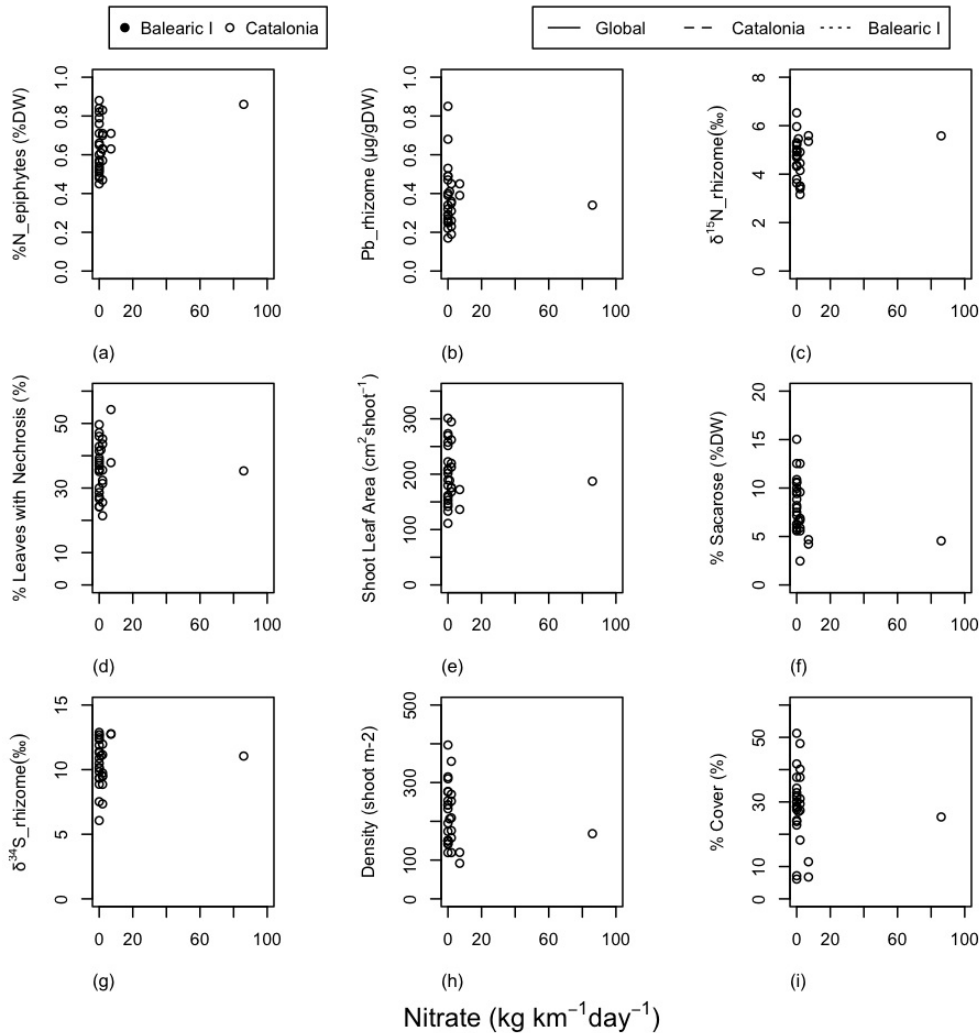 ● Balearic I ○ Catalonia
Global Catalonia Balearic I
%N_epiphytes (%DW)
0.0 0.2 0.4 0.6 0.8 1.0
0 20 60 100
(a)
Pb_rhizome (µg/gDW)
0.0 0.2 0.4 0.6 0.8 1.0
0 20 60 100
(b)
δ¹⁵N_rhizome(‰)
0 2 4 6 8
0 20 60 100
(c)
% Leaves with Nechrosis (%)
0 10 30 50
0 20 60 100
(d)
Shoot Leaf Area (cm² shoot⁻¹)
0 100 200 300
0 20 60 100
(e)
% Sacarose (%DW)
0 5 10 15 20
0 20 60 100
(f)
δ³⁴S_rhizome(‰)
0 5 10 15
0 20 60 100
(g)
Density (shoot m-2)
0 100 300 500
0 20 60 100
(h)
% Cover (%)
0 10 30 50
0 20 60 100
(i)
Nitrate (kg km⁻¹day⁻¹)